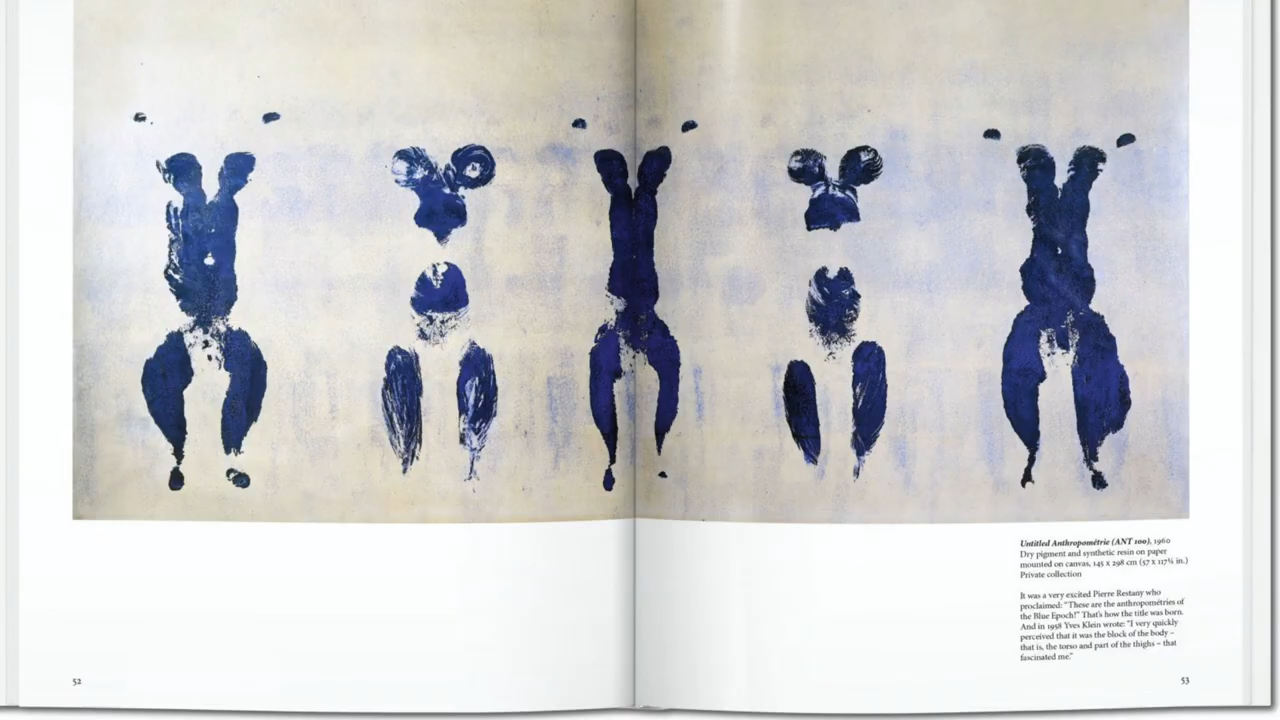 Untitled Anthropométrie (ANT 100), 1960
Dry pigment and synthetic resin on paper
mounted on canvas, 145 x 298 cm (57 x 117¼ in.)
Private collection
It was a very excited Pierre Restany who
proclaimed: “These are the anthropométries of
the Blue Epoch!” That’s how the title was born.
And in 1958 Yves Klein wrote: “I very quickly
perceived that it was the block of the body –
that is, the torso and part of the thighs – that
fascinated me.”
52
53